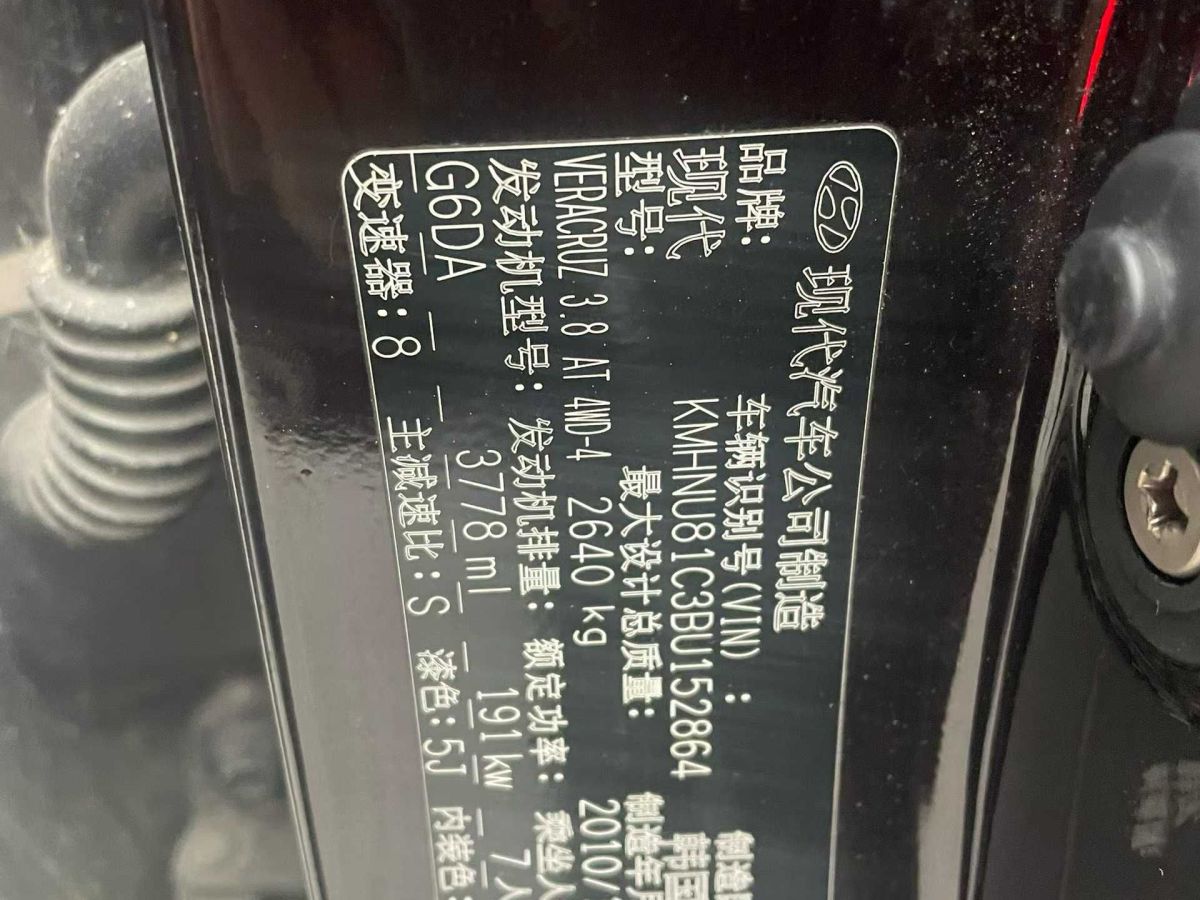 现代汽车公司制造
品牌: 车辆识别号(VIN) : 制造
现代 KMHNU81C3BU152864 韩国
型号: 最大设计总质量: 制造年月
VERACRUZ 3.8 AT 4WD-4 2640 kg 2010/
发动机型号: 发动机排量: 额定功率: 乘坐人
G6DA 3778 ml 191kw 7人
变速器: 8 主减速比: S 漆色: 5J 内装色: